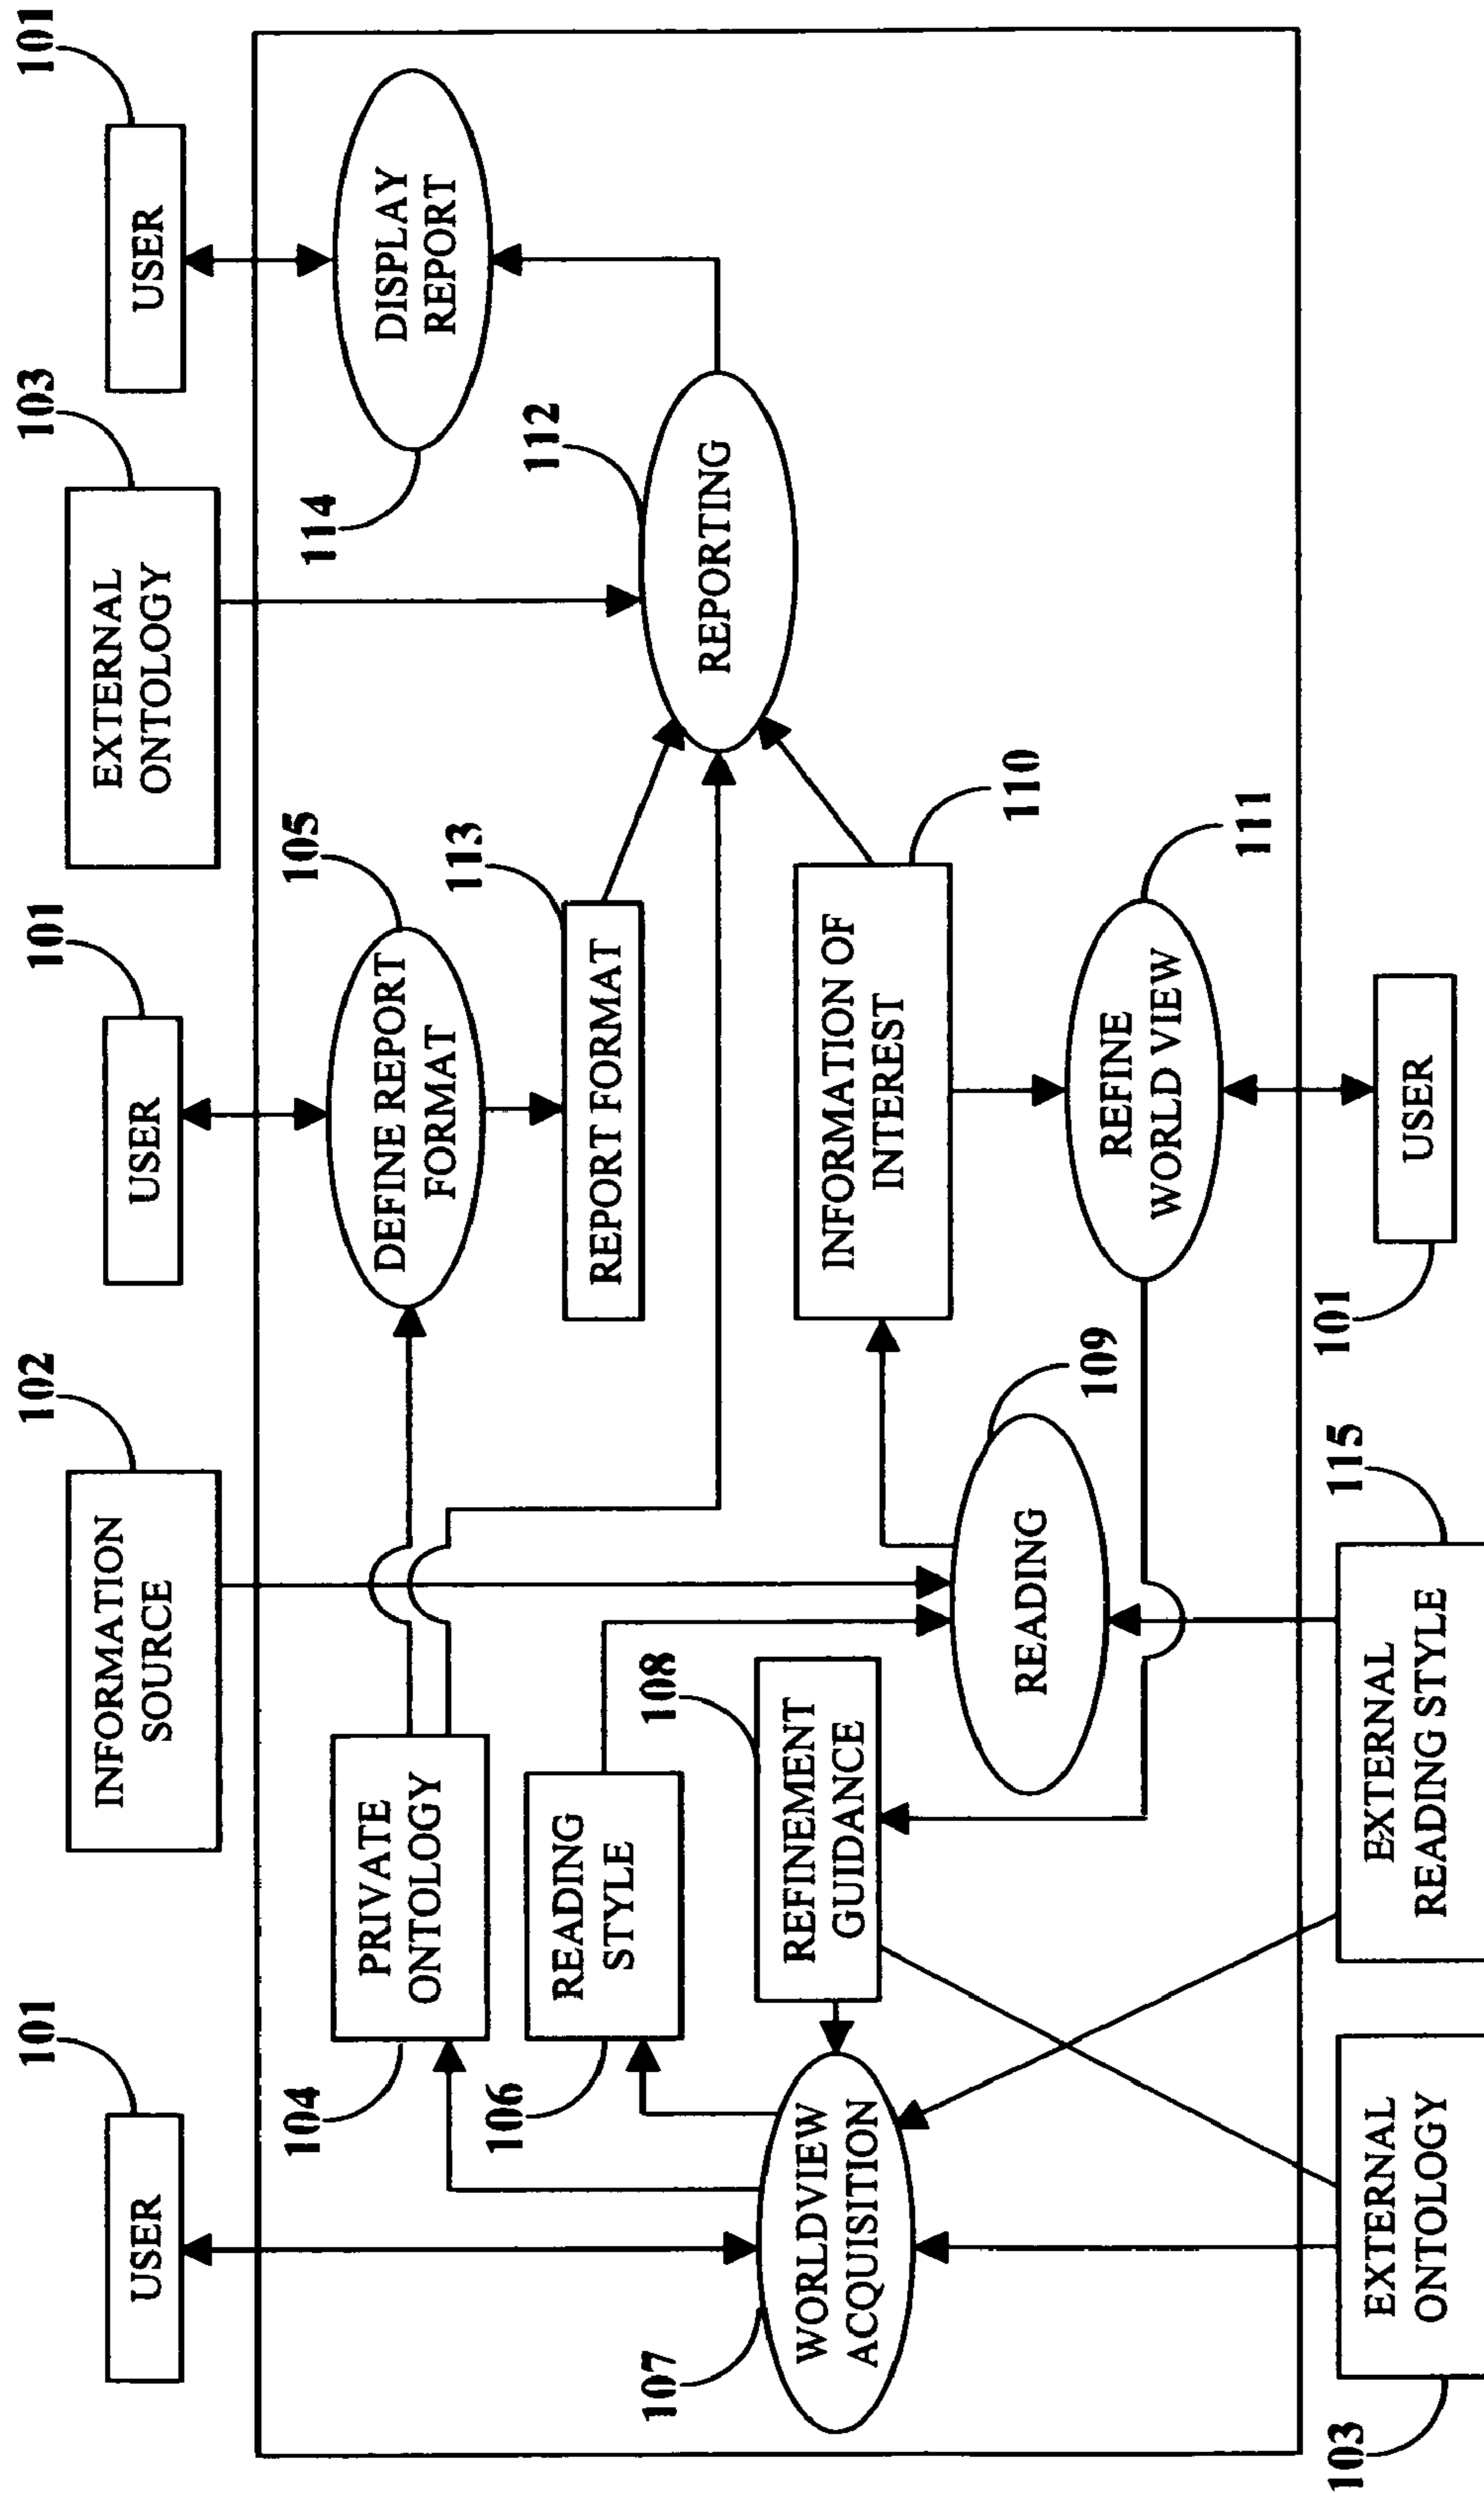 101
102
101
103
101
USER
INFORMATION
SOURCE
USER
EXTERNAL
ONTOLOGY
USER
104
PRIVATE
ONTOLOGY
105
DEFINE REPORT
FORMAT
114
DISPLAY
REPORT
106
READING
STYLE
113
REPORT FORMAT
112
REPORTING
107
WORLDVIEW
ACQUISITION
108
REFINEMENT
GUIDANCE
INFORMATION OF
INTEREST
110
READING
109
REFINE
WORLD VIEW
111
103
EXTERNAL
ONTOLOGY
EXTERNAL
READING STYLE
115
101
USER